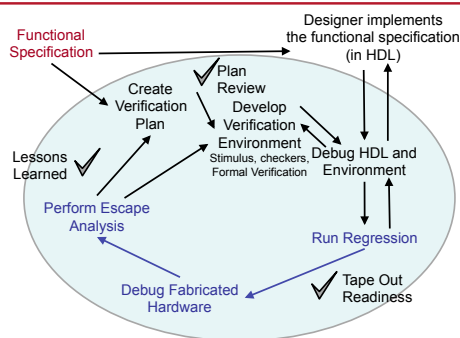 Functional
Specification
Designer implements
the functional specification
(in HDL)
Plan
Review
Create
Verification
Plan
Develop
Verification
Environment
Stimulus, checkers,
Formal Verification
Debug HDL and
Environment
Lessons
Learned
Perform Escape
Analysis
Run Regression
Debug Fabricated
Hardware
Tape Out
Readiness